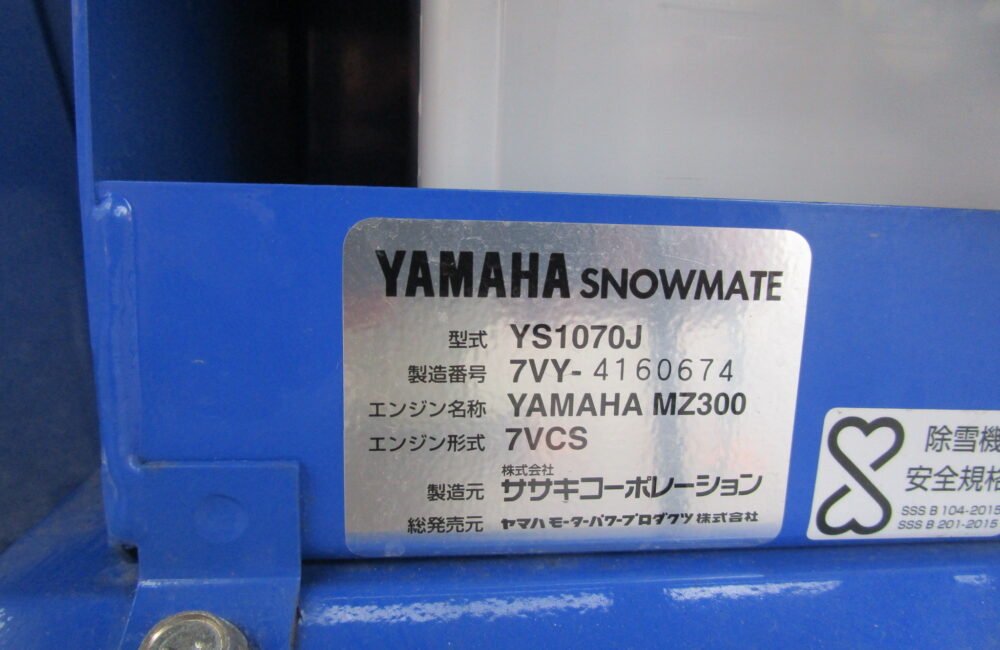 YAMAHA SNOWMATE
型式 YS1070J
製造番号 7VY-4160674
エンジン名称 YAMAHA MZ300
エンジン形式 7VCS
製造元 株式会社 ササキコーポレーション
総発売元 ヤマハモーターパワープロダクツ株式会社
除雪機
安全規格
SSS B 104-2015
SSS B 201-2015